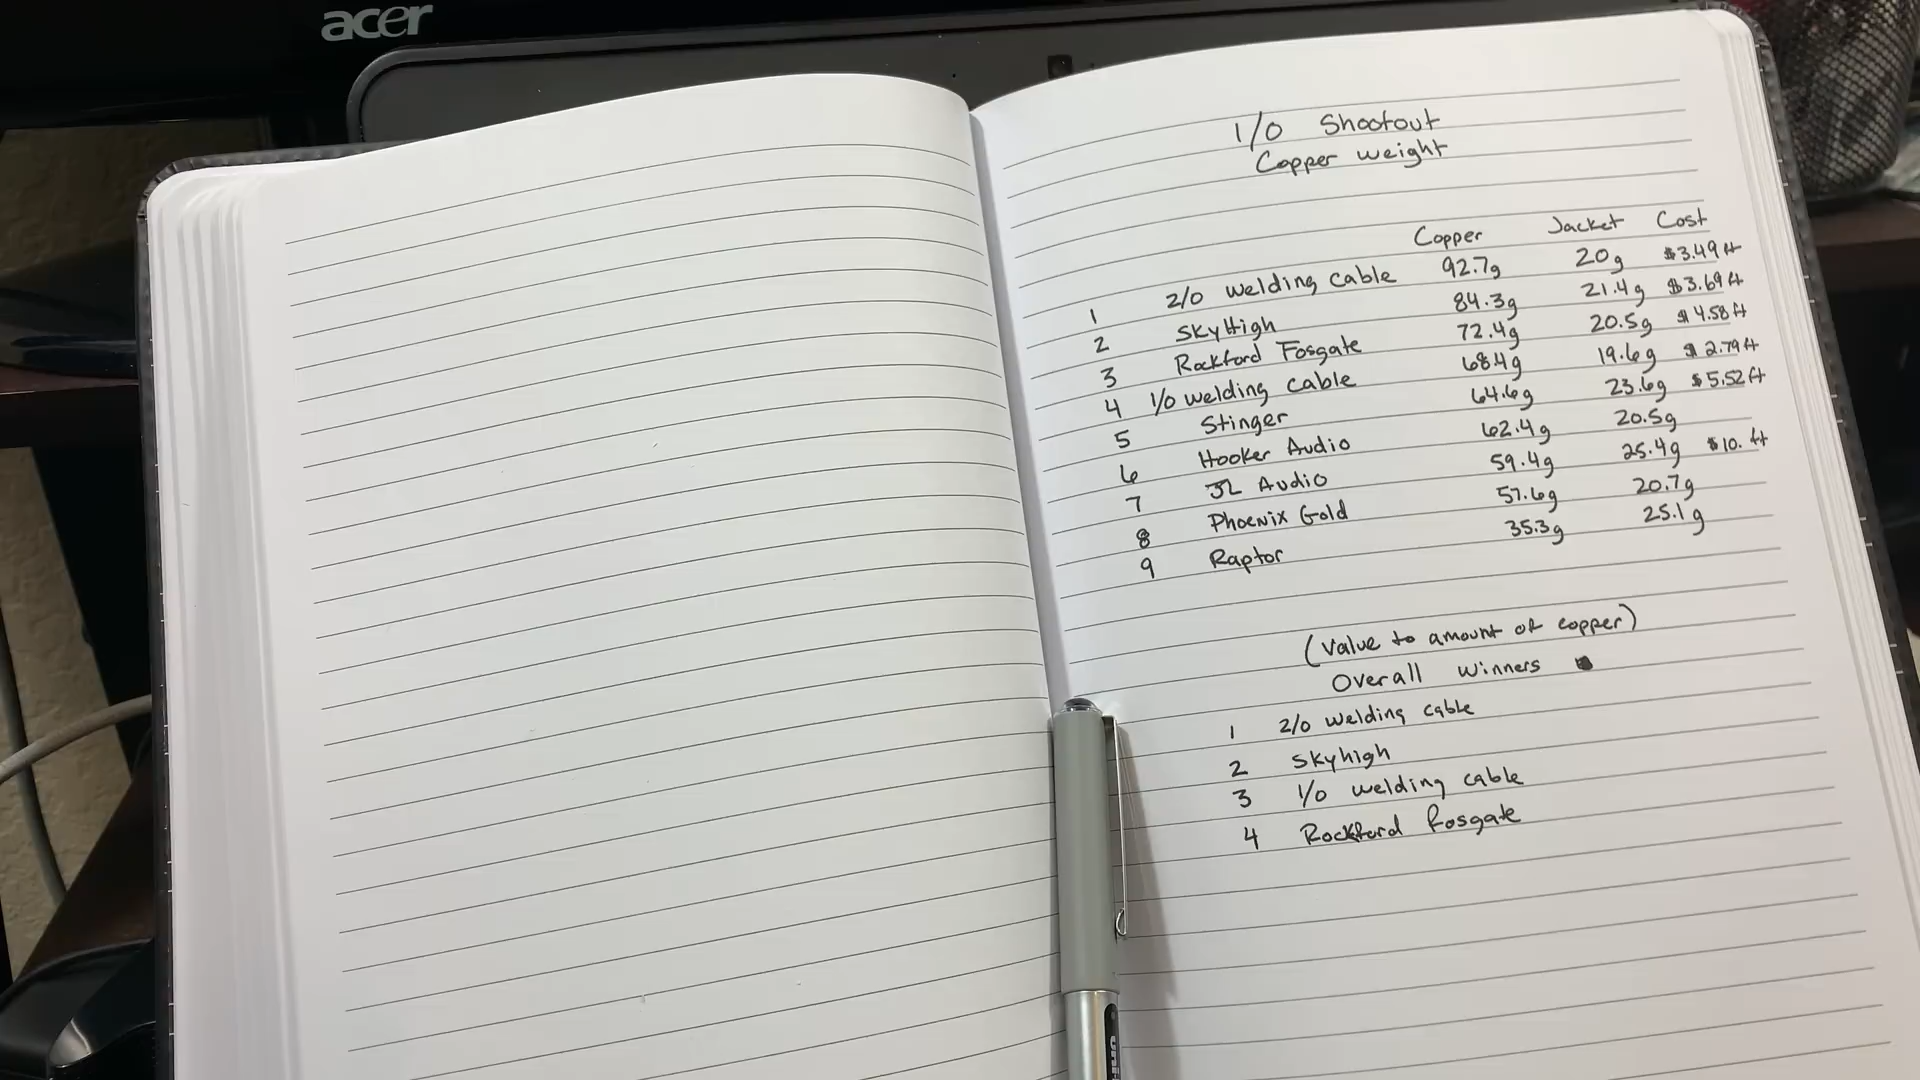 acer
1/0 Shootout
Copper weight
Copper Jacket Cost
1 2/0 welding cable 92.7g 20g $3.49 ft
2 SkyHigh 84.3g 21.4g $3.69 ft
3 Rockford Fosgate 72.4g 20.5g $4.58 ft
4 1/0 welding cable 68.4g 19.6g $2.79 ft
5 Stinger 64.6g 23.6g $5.52 ft
6 Hooker Audio 62.4g 20.5g
7 JL Audio 59.4g 25.4g $10. ft
8 Phoenix Gold 57.6g 20.7g
9 Raptor 35.3g 25.1g
(Value to amount of copper)
Overall winners
1 2/0 welding cable
2 Skyhigh
3 1/0 welding cable
4 Rockford Fosgate